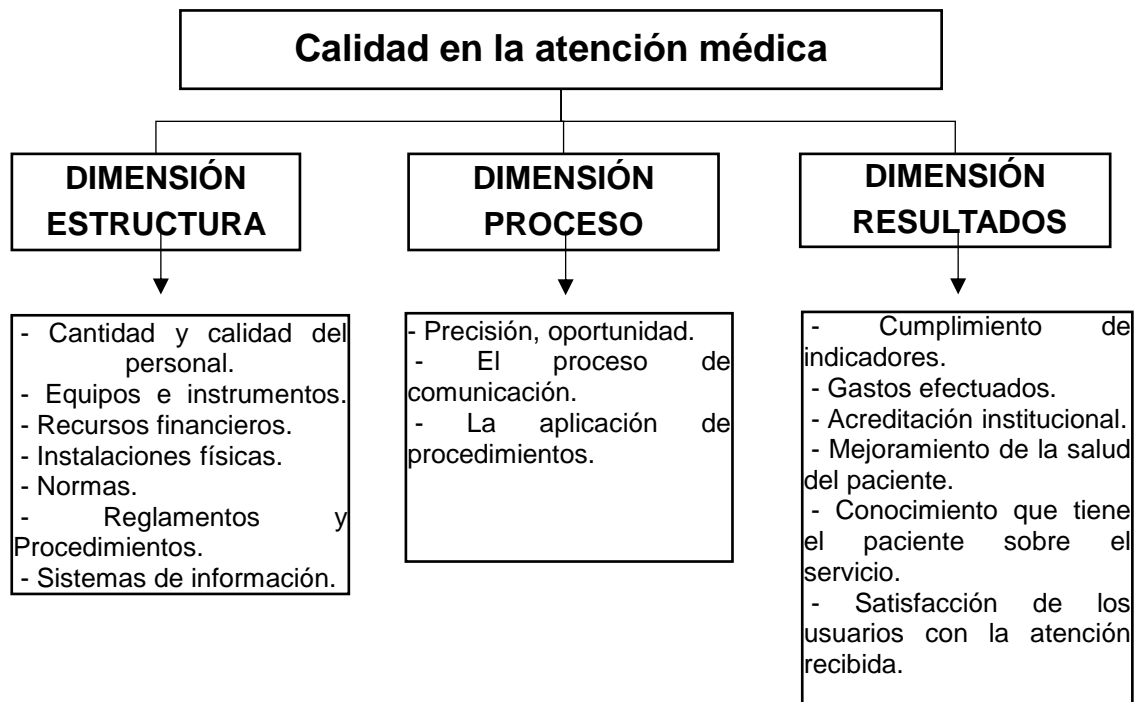 Calidad en la atención médica
DIMENSIÓN
ESTRUCTURA
- Cantidad y calidad del
personal.
- Equipos e instrumentos.
- Recursos financieros.
- Instalaciones físicas.
- Normas.
- Reglamentos y
Procedimientos.
- Sistemas de información.
DIMENSIÓN
PROCESO
- Precisión, oportunidad.
- El proceso de
comunicación.
- La aplicación de
procedimientos.
DIMENSIÓN
RESULTADOS
- Cumplimiento de
indicadores.
- Gastos efectuados.
- Acreditación institucional.
- Mejoramiento de la salud
del paciente.
- Conocimiento que tiene
el paciente sobre el
servicio.
- Satisfacción de los
usuarios con la atención
recibida.